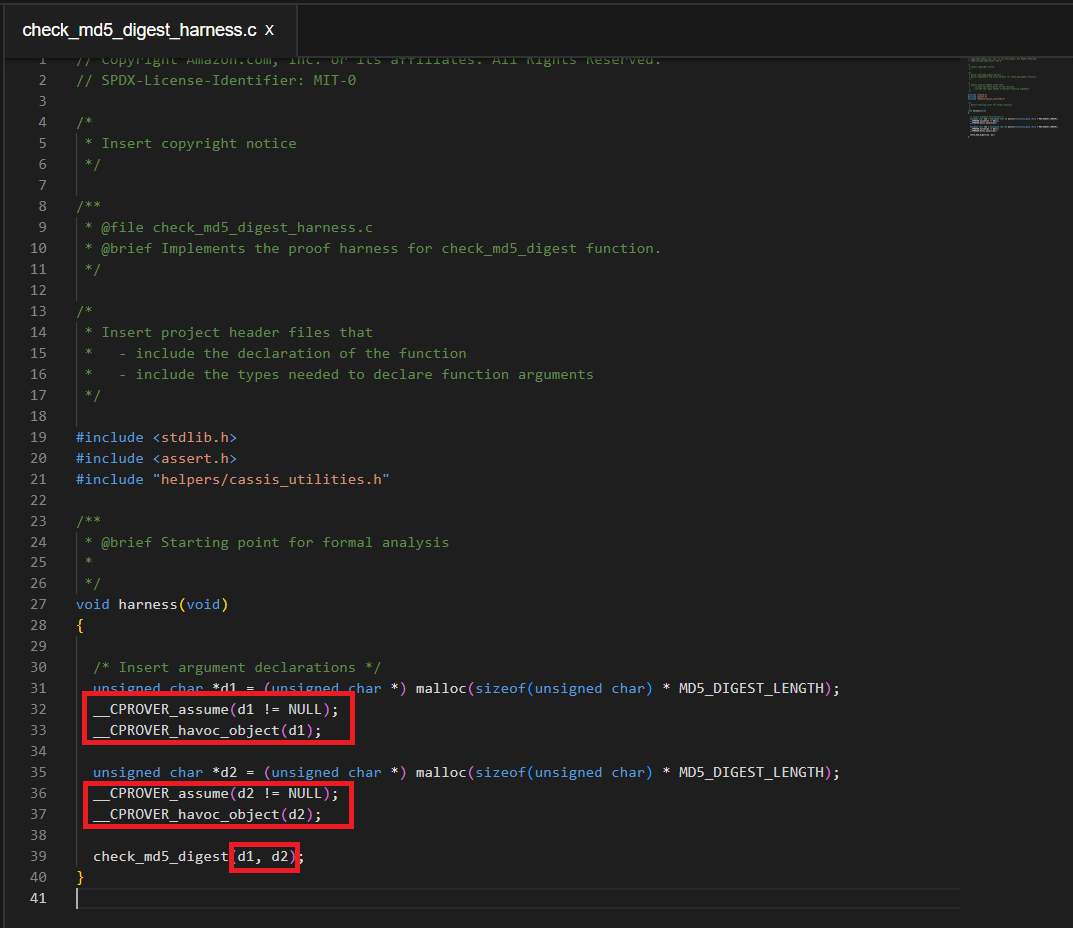 check_md5_digest_harness.c x
1 // Copyright Amazon.com, Inc. or its affiliates. All Rights Reserved.
2 // SPDX-License-Identifier: MIT-0
3
4 /*
5  * Insert copyright notice
6  */
7
8 /**
9  * @file check_md5_digest_harness.c
10  * @brief Implements the proof harness for check_md5_digest function.
11  */
12
13 /*
14  * Insert project header files that
15  *   - include the declaration of the function
16  *   - include the types needed to declare function arguments
17  */
18
19 #include <stdlib.h>
20 #include <assert.h>
21 #include "helpers/cassis_utilities.h"
22
23 /**
24  * @brief Starting point for formal analysis
25  *
26  */
27 void harness(void)
28 {
29
30   /* Insert argument declarations */
31   unsigned char *d1 = (unsigned char *) malloc(sizeof(unsigned char) * MD5_DIGEST_LENGTH);
32   __CPROVER_assume(d1 != NULL);
33   __CPROVER_havoc_object(d1);
34
35   unsigned char *d2 = (unsigned char *) malloc(sizeof(unsigned char) * MD5_DIGEST_LENGTH);
36   __CPROVER_assume(d2 != NULL);
37   __CPROVER_havoc_object(d2);
38
39   check_md5_digest(d1, d2);
40 }
41